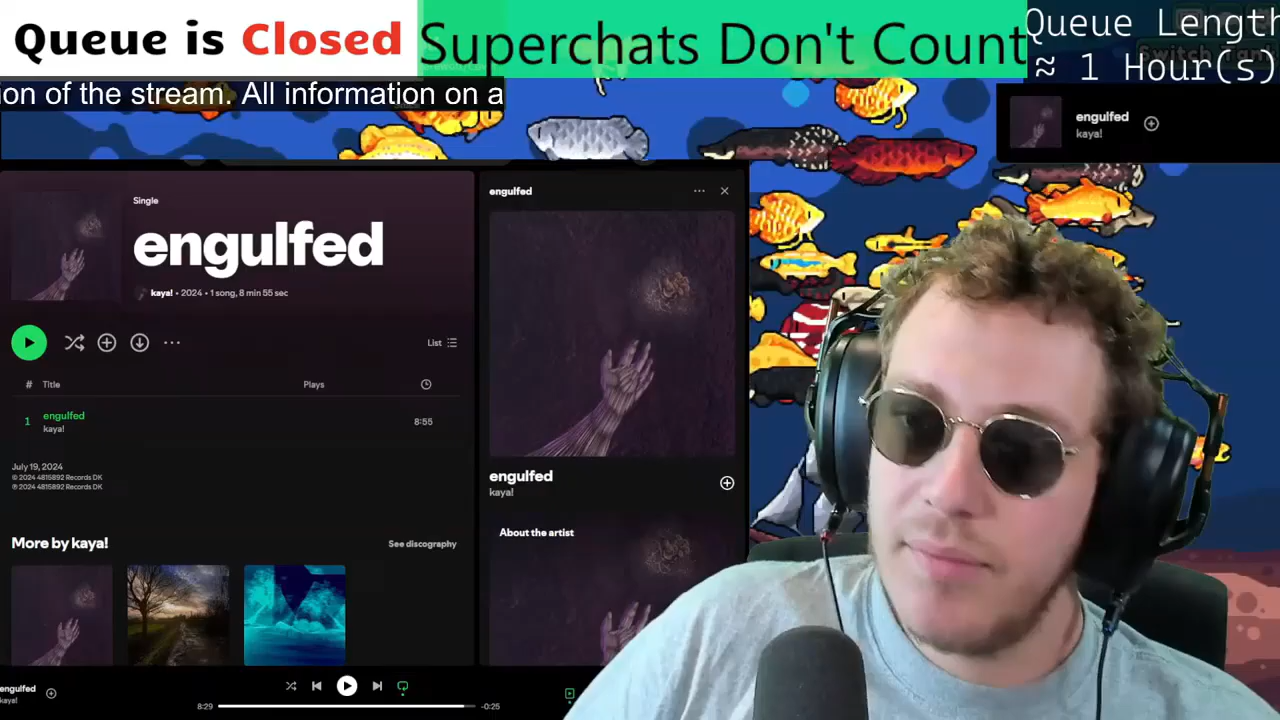 Queue is Closed
Superchats Don't Count
Queue Length
≈ 1 Hour(s)
ion of the stream. All information on a
engulfed
kaya!
Single
engulfed
kaya! • 2024 • 1 song, 8 min 55 sec
List
# Title Plays
1 engulfed 8:55
kaya!
July 19, 2024
© 2024 4815892 Records DK
℗ 2024 4815892 Records DK
More by kaya!
See discography
engulfed
engulfed
kaya!
About the artist
engulfed
kaya!
8:29
-0:25